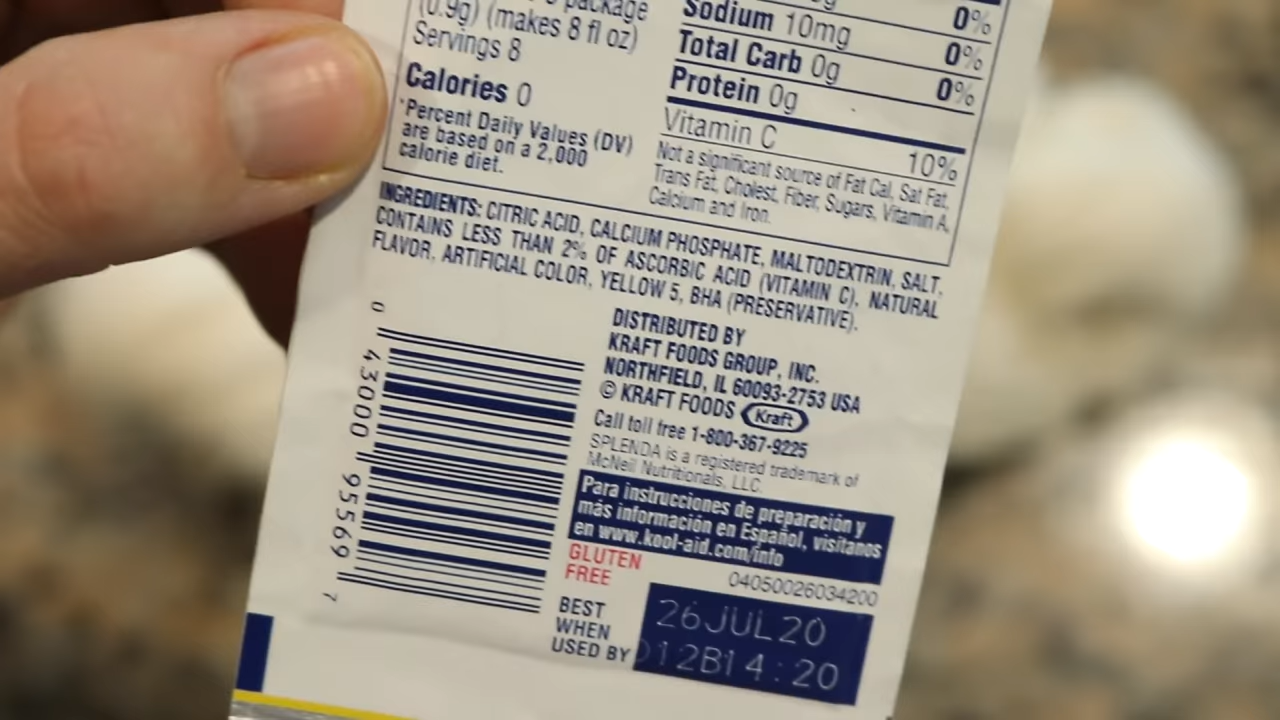 package
(0.9g) (makes 8 fl oz)
Servings 8
Calories 0
*Percent Daily Values (DV)
are based on a 2,000
calorie diet.
0%
Sodium 10mg 0%
Total Carb 0g 0%
Protein 0g
Vitamin C 10%
Not a significant source of Fat Cal, Sat Fat,
Trans Fat, Cholest, Fiber, Sugars, Vitamin A,
Calcium and Iron.
INGREDIENTS: CITRIC ACID, CALCIUM PHOSPHATE, MALTODEXTRIN, SALT,
CONTAINS LESS THAN 2% OF ASCORBIC ACID (VITAMIN C), NATURAL
FLAVOR, ARTIFICIAL COLOR, YELLOW 5, BHA (PRESERVATIVE).
0 43000 95569 7
DISTRIBUTED BY
KRAFT FOODS GROUP, INC.
NORTHFIELD, IL 60093-2753 USA
© KRAFT FOODS Kraft
Call toll free 1-800-367-9225
SPLENDA is a registered trademark of
McNeil Nutritionals, LLC.
Para instrucciones de preparación y
más información en Español, visítanos
en www.kool-aid.com/info
GLUTEN
FREE
04050026034200
BEST
WHEN
USED BY
26JUL20
012B14:20